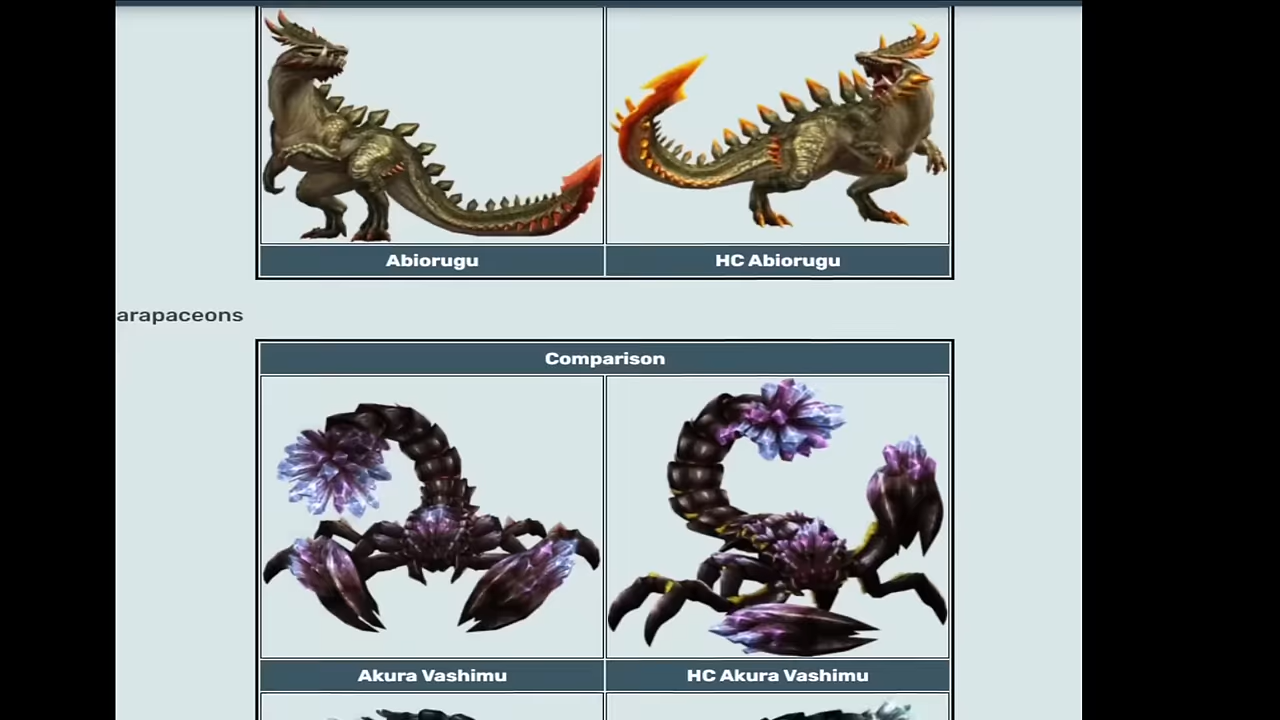 Abiorugu
HC Abiorugu
arapaceons
Comparison
Akura Vashimu
HC Akura Vashimu